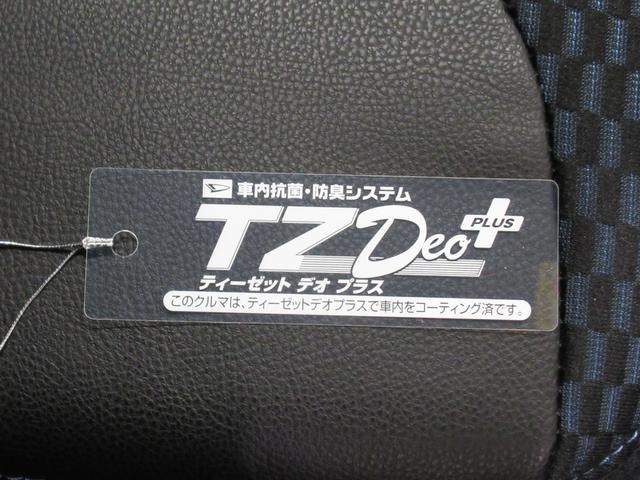 車内抗菌・防臭システム
TZ Deo PLUS
ティーゼット デオ プラス
このクルマは、ティーゼットデオプラスで車内をコーティング済です。